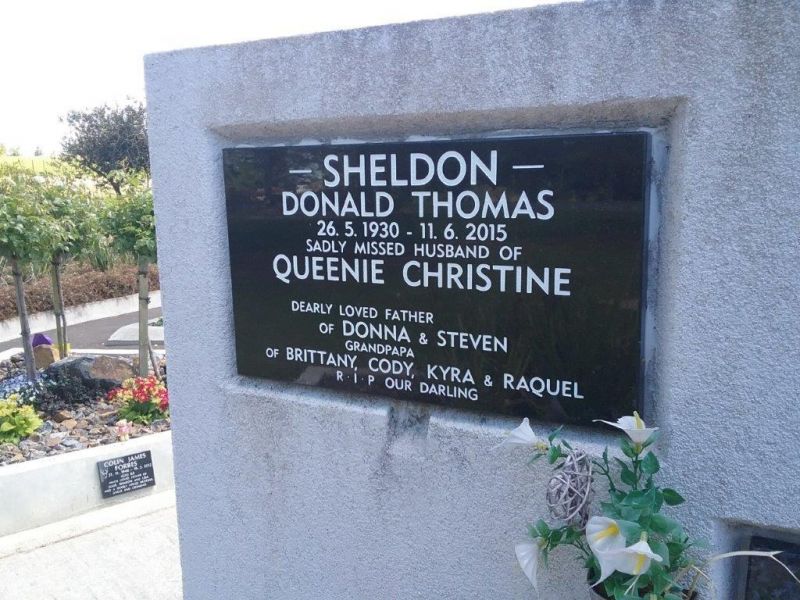 – SHELDON –
DONALD THOMAS
26. 5. 1930 - 11. 6. 2015
SADLY MISSED HUSBAND OF
QUEENIE CHRISTINE
DEARLY LOVED FATHER
OF DONNA & STEVEN
GRANDPAPA
OF BRITTANY, CODY, KYRA & RAQUEL
R · I · P OUR DARLING
COLIN JAMES
FORBES